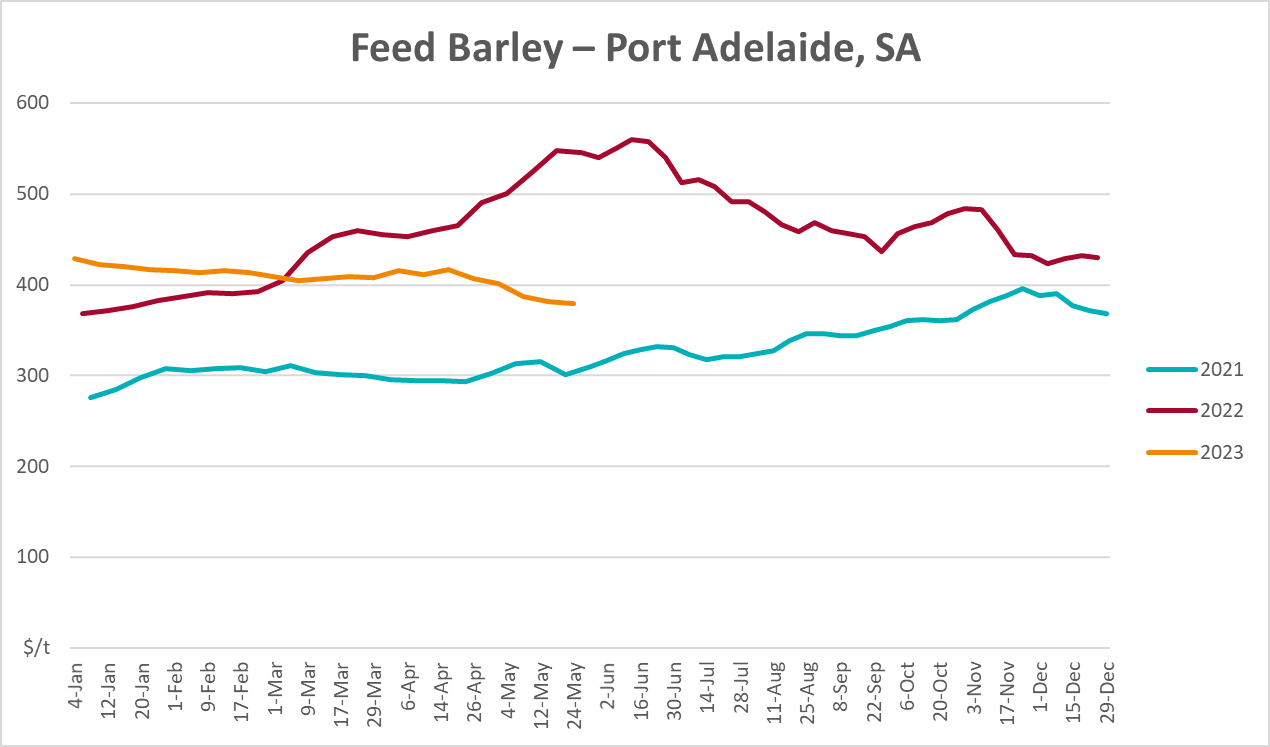 Feed Barley – Port Adelaide, SA
600
500
400
300
200
100
$/t
4-Jan
12-Jan
20-Jan
1-Feb
9-Feb
17-Feb
1-Mar
9-Mar
17-Mar
29-Mar
6-Apr
14-Apr
26-Apr
4-May
12-May
24-May
2-Jun
16-Jun
30-Jun
14-Jul
28-Jul
11-Aug
25-Aug
8-Sep
22-Sep
6-Oct
20-Oct
3-Nov
17-Nov
1-Dec
15-Dec
29-Dec
2021
2022
2023